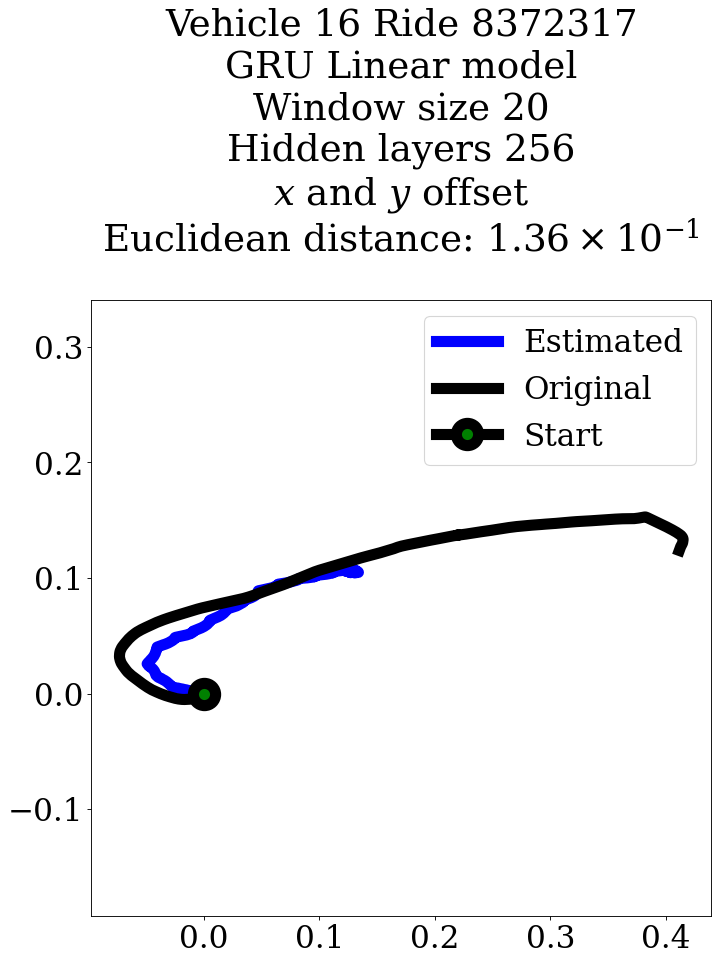 Vehicle 16 Ride 8372317
GRU Linear model
Window size 20
Hidden layers 256
x and y offset
Euclidean distance: 1.36 × 10⁻¹
Estimated
Original
Start
0.3
0.2
0.1
0.0
−0.1
0.0 0.1 0.2 0.3 0.4